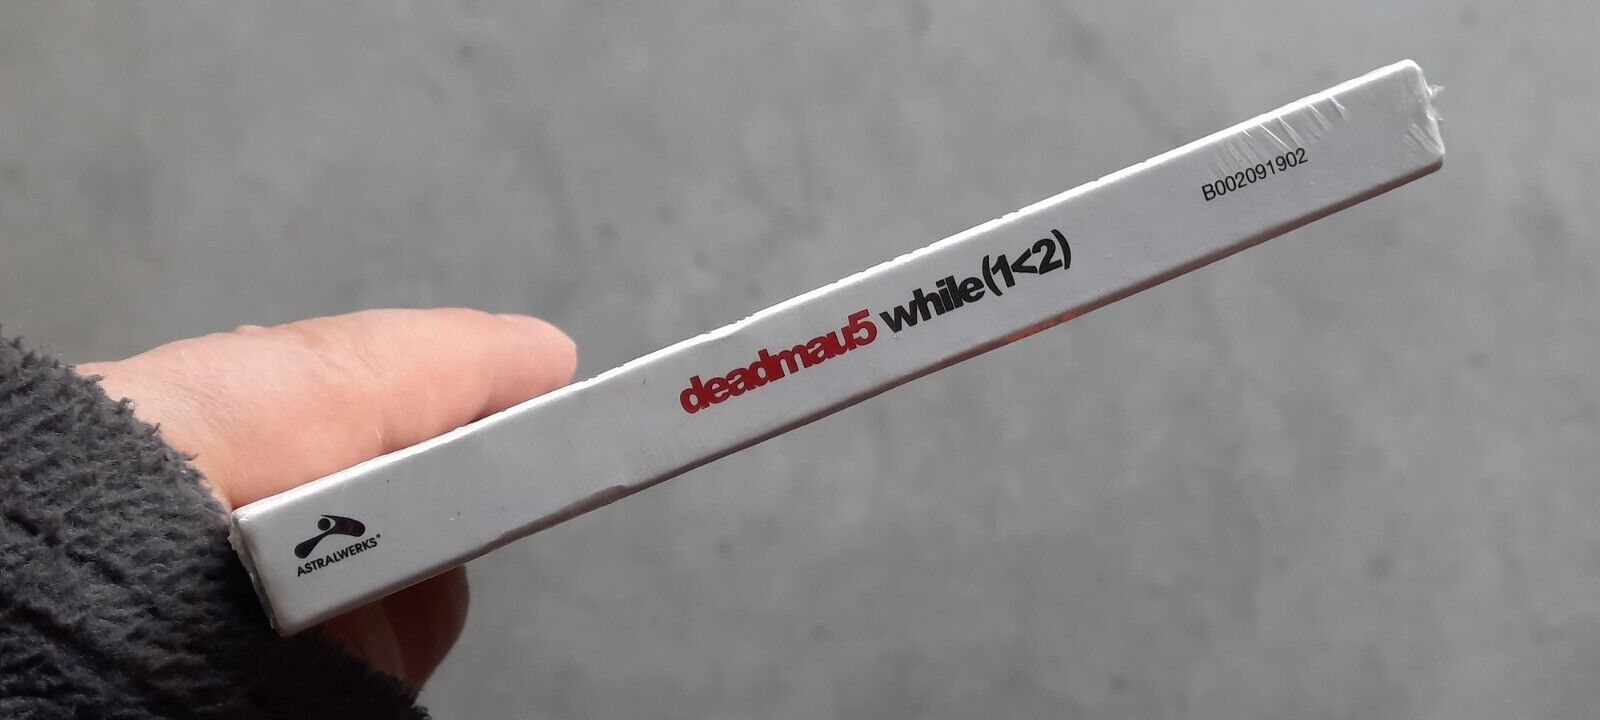 ASTRALWERKS®
deadmau5 while(1<2)
B002091902